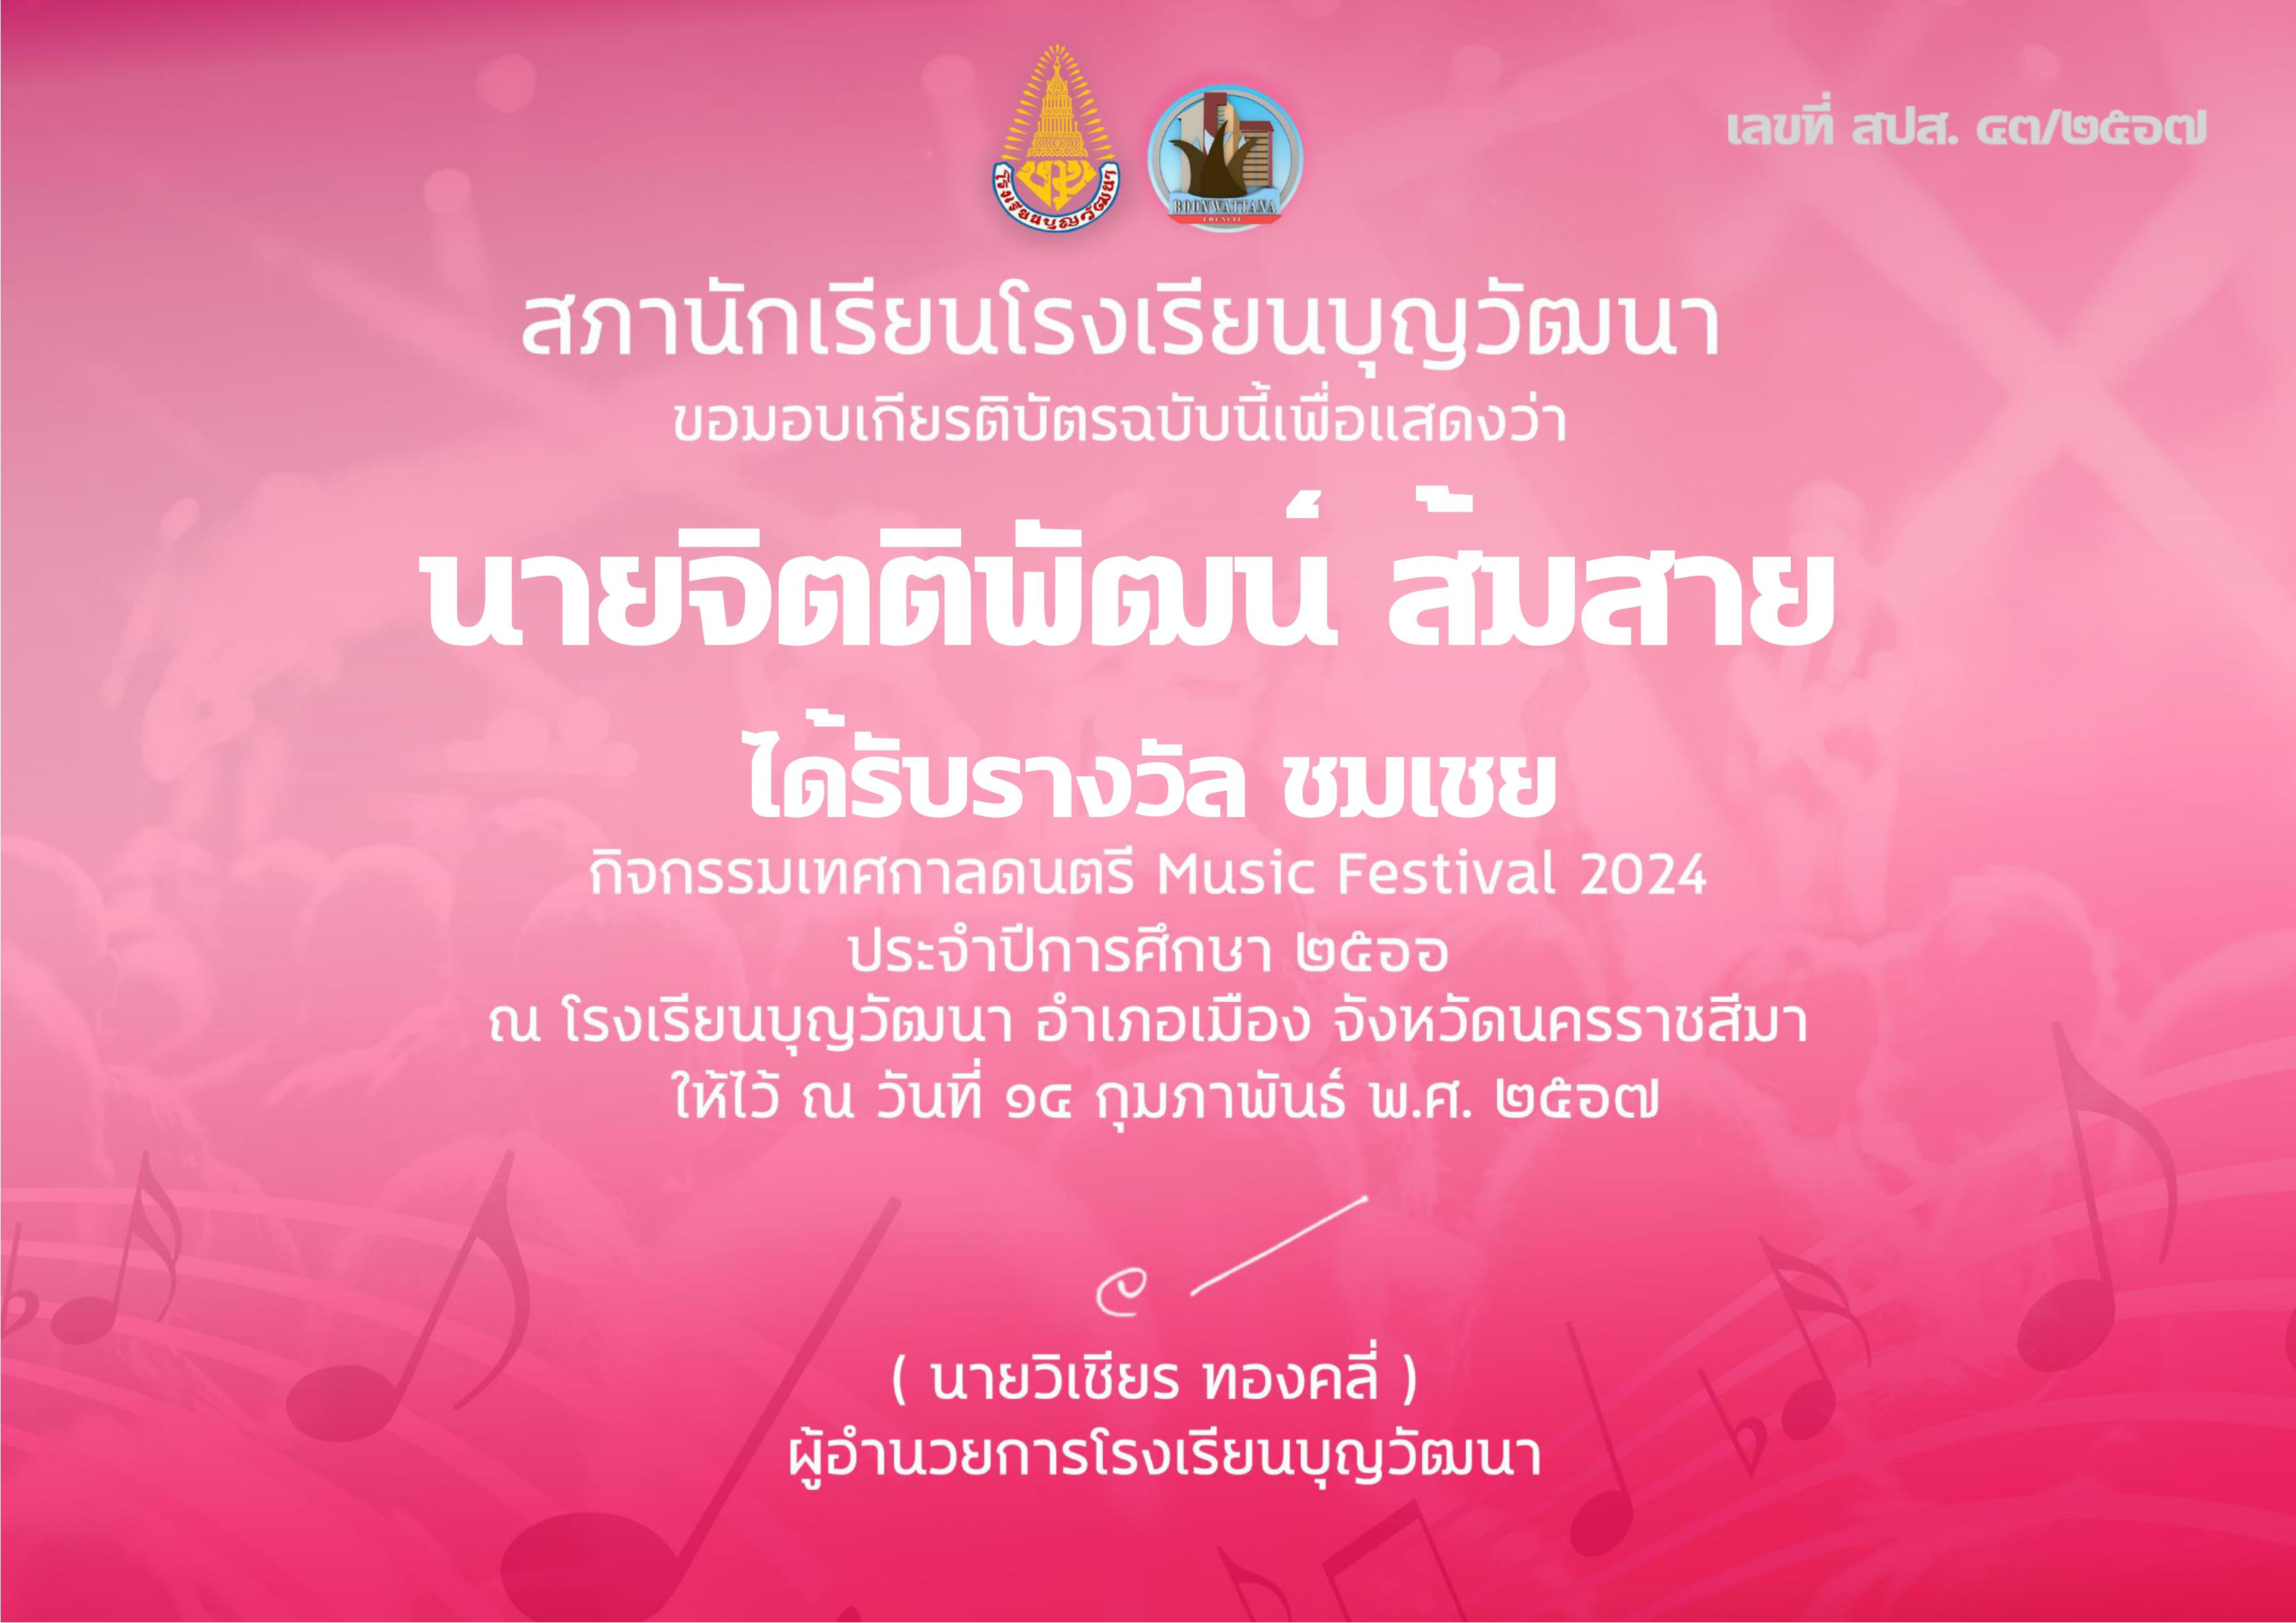 เลขที่ สปส. ๔๓/๒๕๖๗
โรงเรียนบุญวัฒนา
BOONWATTANA
COUNCIL
สภานักเรียนโรงเรียนบุญวัฒนา
ขอมอบเกียรติบัตรฉบับนี้เพื่อแสดงว่า
นายจิตติพัฒน์ ส้มสาย
ได้รับรางวัล ชมเชย
กิจกรรมเทศกาลดนตรี Music Festival 2024
ประจำปีการศึกษา ๒๕๖๖
ณ โรงเรียนบุญวัฒนา อำเภอเมือง จังหวัดนครราชสีมา
ให้ไว้ ณ วันที่ ๑๔ กุมภาพันธ์ พ.ศ. ๒๕๖๗
( นายวิเชียร ทองคลี่ )
ผู้อำนวยการโรงเรียนบุญวัฒนา